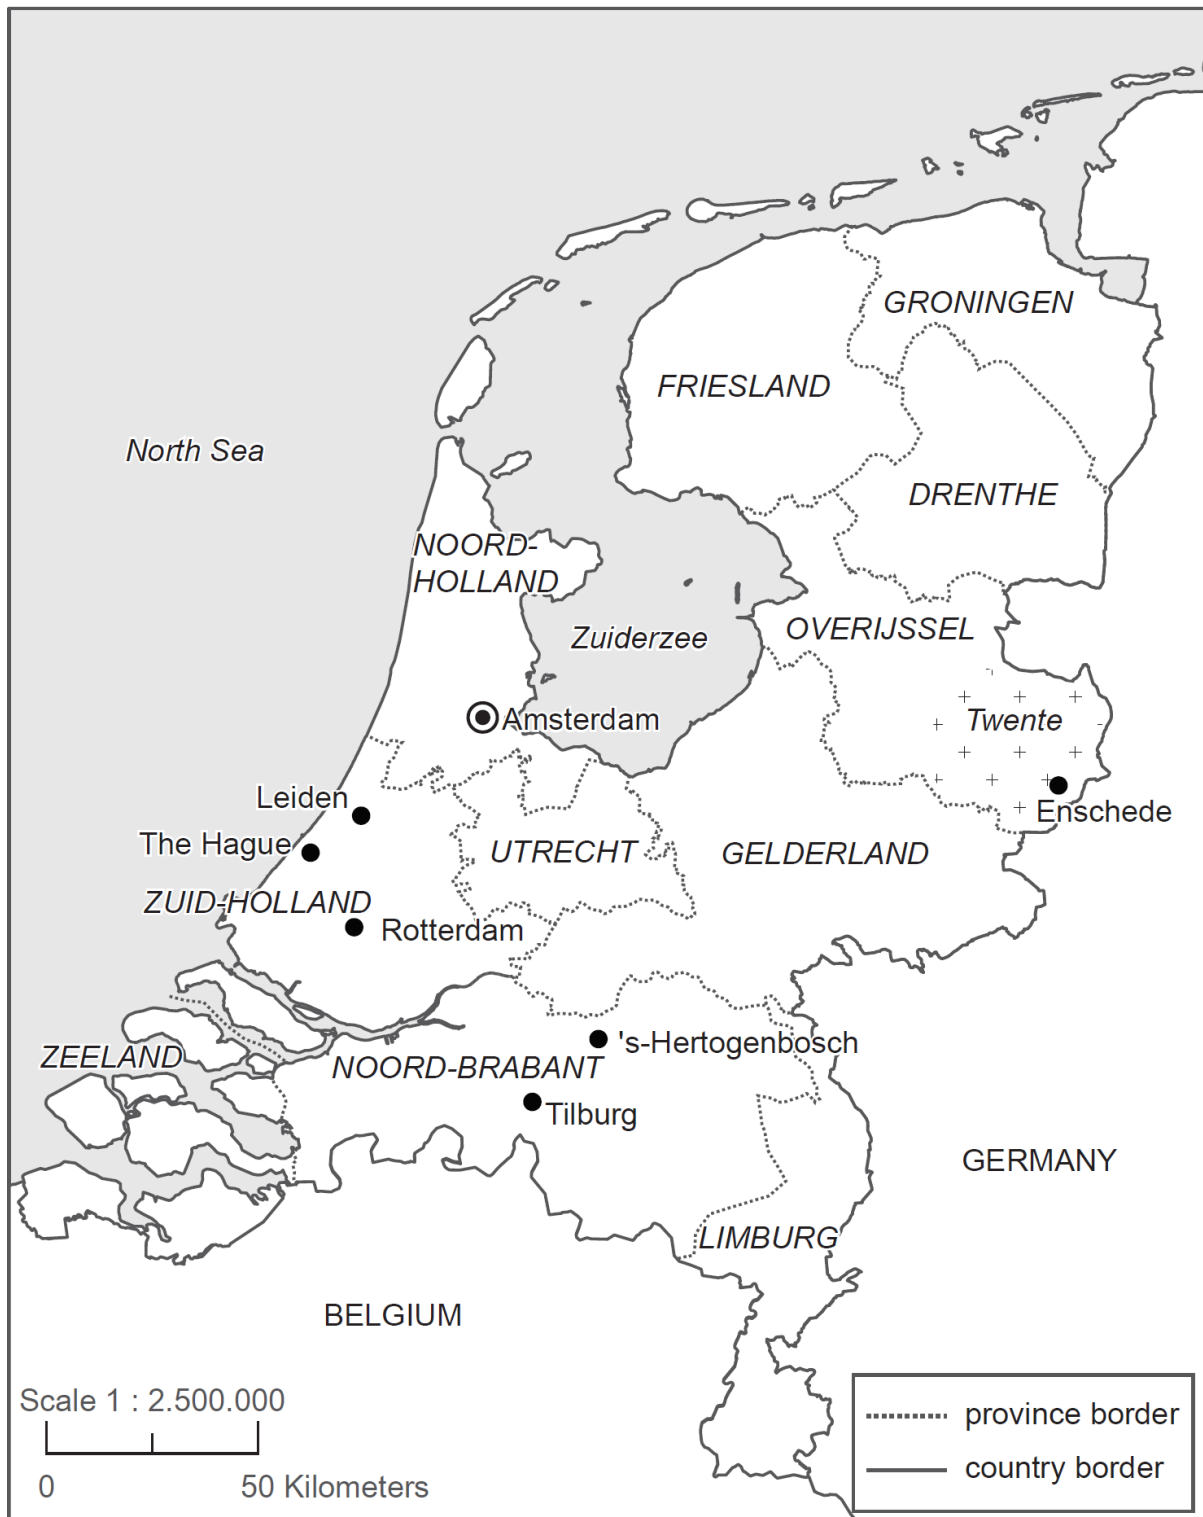 GRONINGEN
FRIESLAND
North Sea
DRENTHE
NOORD-
HOLLAND
OVERIJSSEL
Zuiderzee
Twente
Amsterdam
Leiden
Enschede
The Hague
UTRECHT
GELDERLAND
ZUID-HOLLAND
Rotterdam
's-Hertogenbosch
ZEELAND
NOORD-BRABANT
Tilburg
GERMANY
LIMBURG
BELGIUM
Scale 1 : 2.500.000
0 50 Kilometers
province border
country border